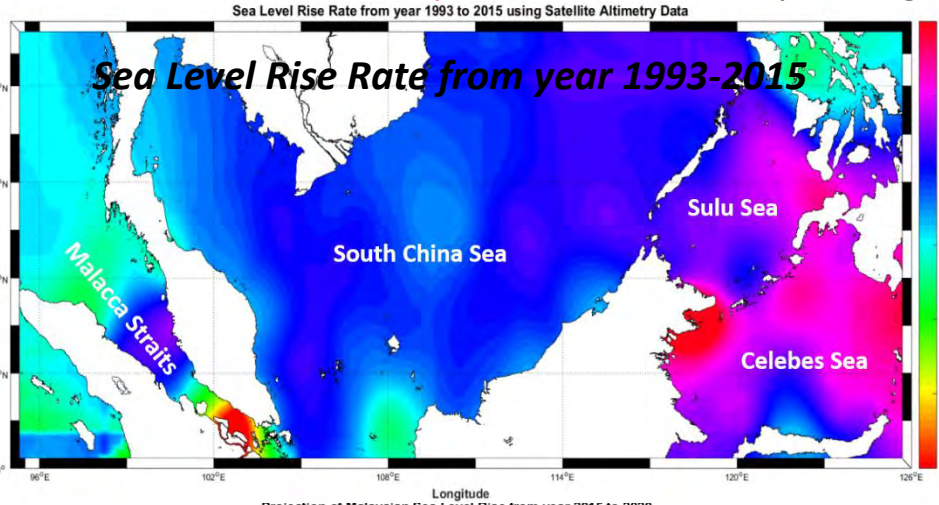 Sea Level Rise Rate from year 1993 to 2015 using Satellite Altimetry Data
Sea Level Rise Rate from year 1993-2015
Sulu Sea
South China Sea
Malacca Straits
Celebes Sea
96°E 102°E 108°E 114°E 120°E 126°E
Longitude